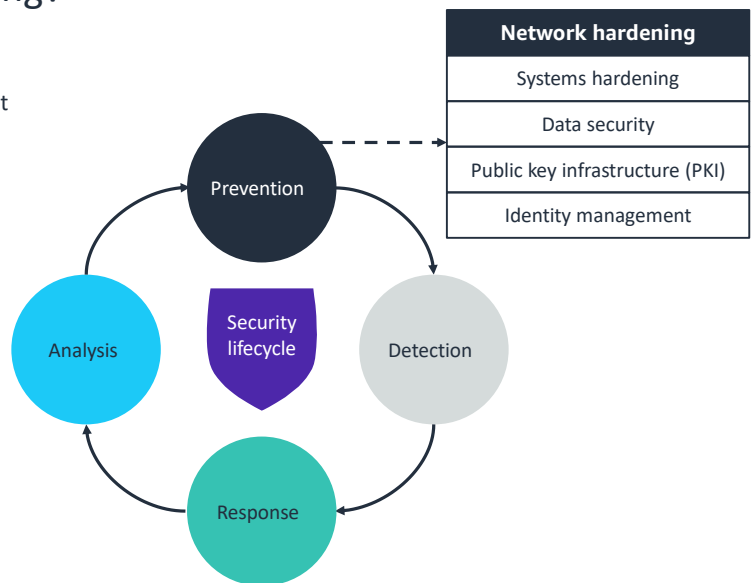 Network hardening
Systems hardening
Data security
Public key infrastructure (PKI)
Identity management
Prevention
Analysis
Security
lifecycle
Detection
Response